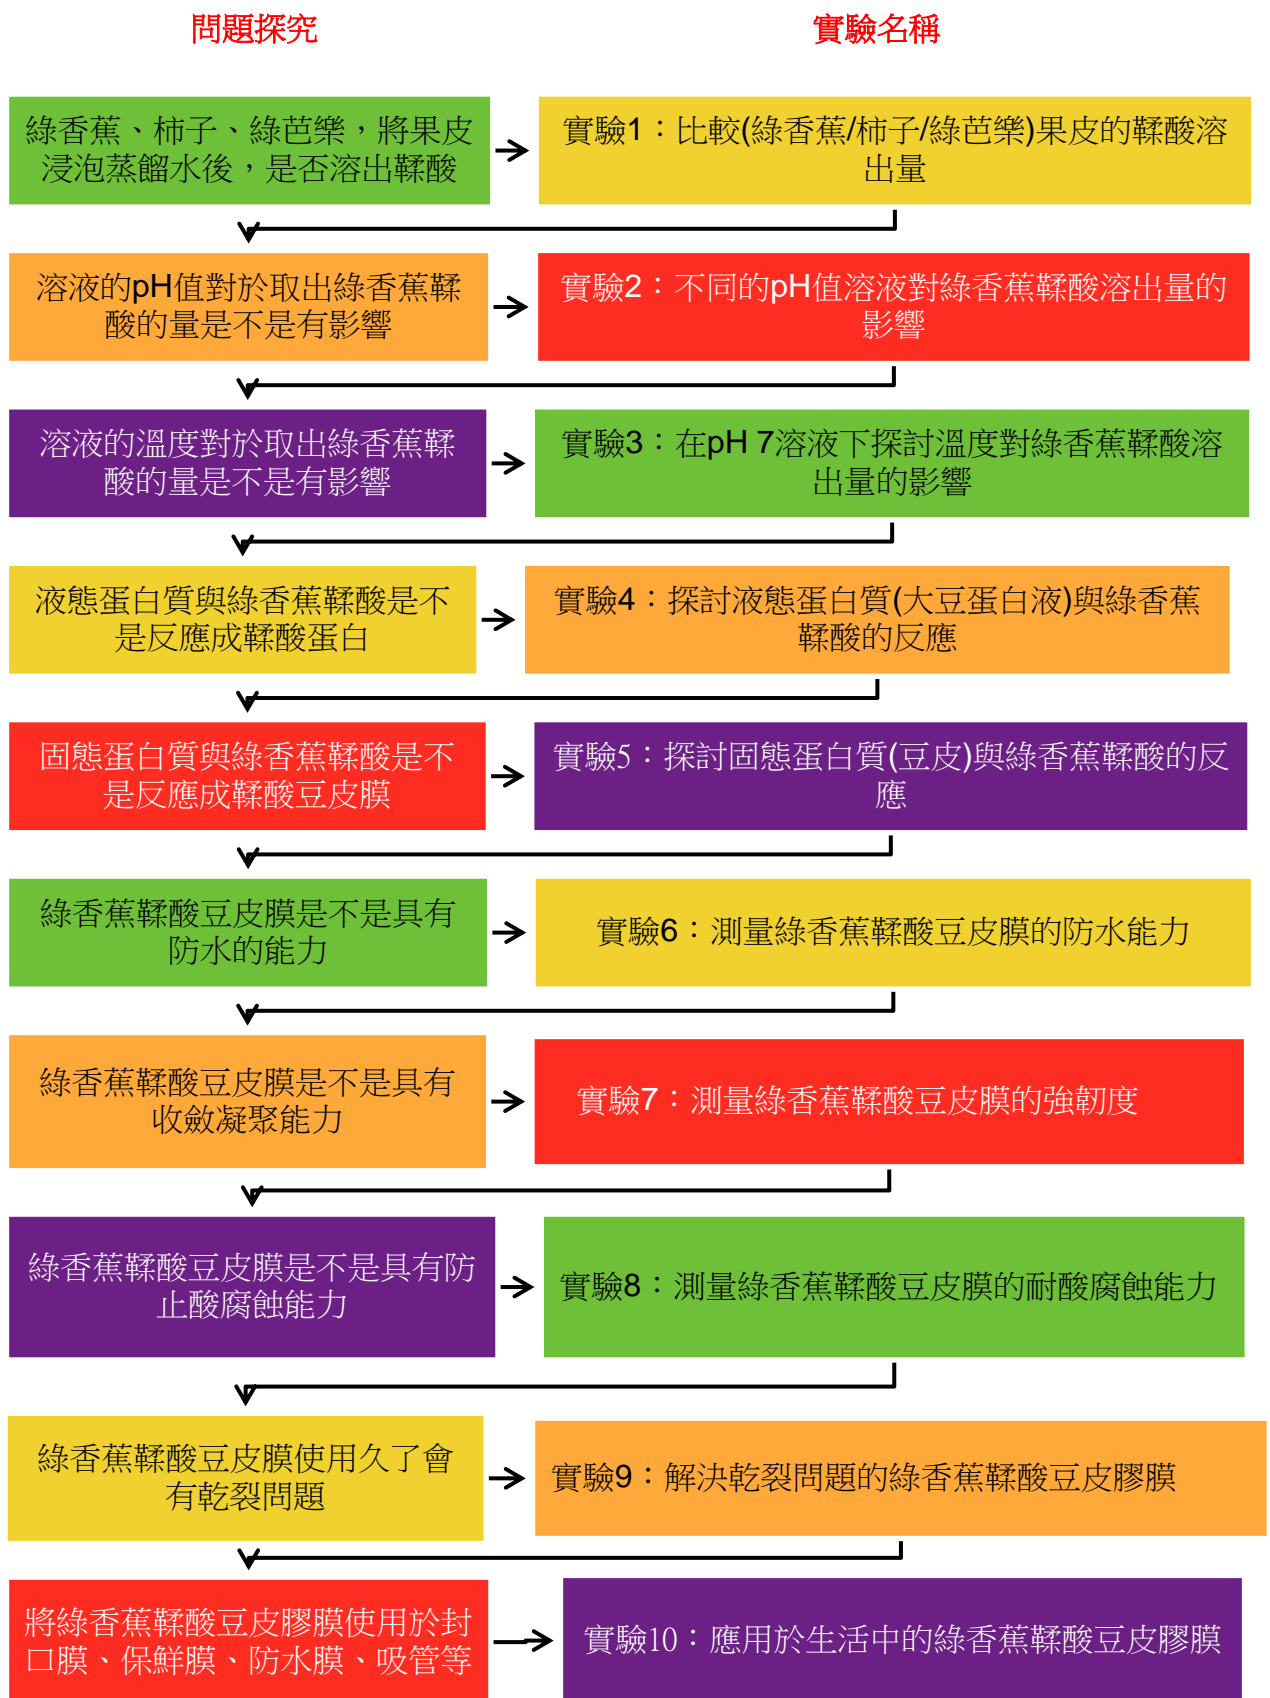 問題探究
實驗名稱
綠香蕉、柿子、綠芭樂，將果皮
浸泡蒸餾水後，是否溶出鞣酸
實驗1：比較(綠香蕉/柿子/綠芭樂)果皮的鞣酸溶
出量
溶液的pH值對於取出綠香蕉鞣
酸的量是不是有影響
實驗2：不同的pH值溶液對綠香蕉鞣酸溶出量的
影響
溶液的溫度對於取出綠香蕉鞣
酸的量是不是有影響
實驗3：在pH 7溶液下探討溫度對綠香蕉鞣酸溶
出量的影響
液態蛋白質與綠香蕉鞣酸是不
是反應成鞣酸蛋白
實驗4：探討液態蛋白質(大豆蛋白液)與綠香蕉
鞣酸的反應
固態蛋白質與綠香蕉鞣酸是不
是反應成鞣酸豆皮膜
實驗5：探討固態蛋白質(豆皮)與綠香蕉鞣酸的反
應
綠香蕉鞣酸豆皮膜是不是具有
防水的能力
實驗6：測量綠香蕉鞣酸豆皮膜的防水能力
綠香蕉鞣酸豆皮膜是不是具有
收斂凝聚能力
實驗7：測量綠香蕉鞣酸豆皮膜的強韌度
綠香蕉鞣酸豆皮膜是不是具有防
止酸腐蝕能力
實驗8：測量綠香蕉鞣酸豆皮膜的耐酸腐蝕能力
綠香蕉鞣酸豆皮膜使用久了會
有乾裂問題
實驗9：解決乾裂問題的綠香蕉鞣酸豆皮膠膜
將綠香蕉鞣酸豆皮膠膜使用於封
口膜、保鮮膜、防水膜、吸管等
實驗10：應用於生活中的綠香蕉鞣酸豆皮膠膜